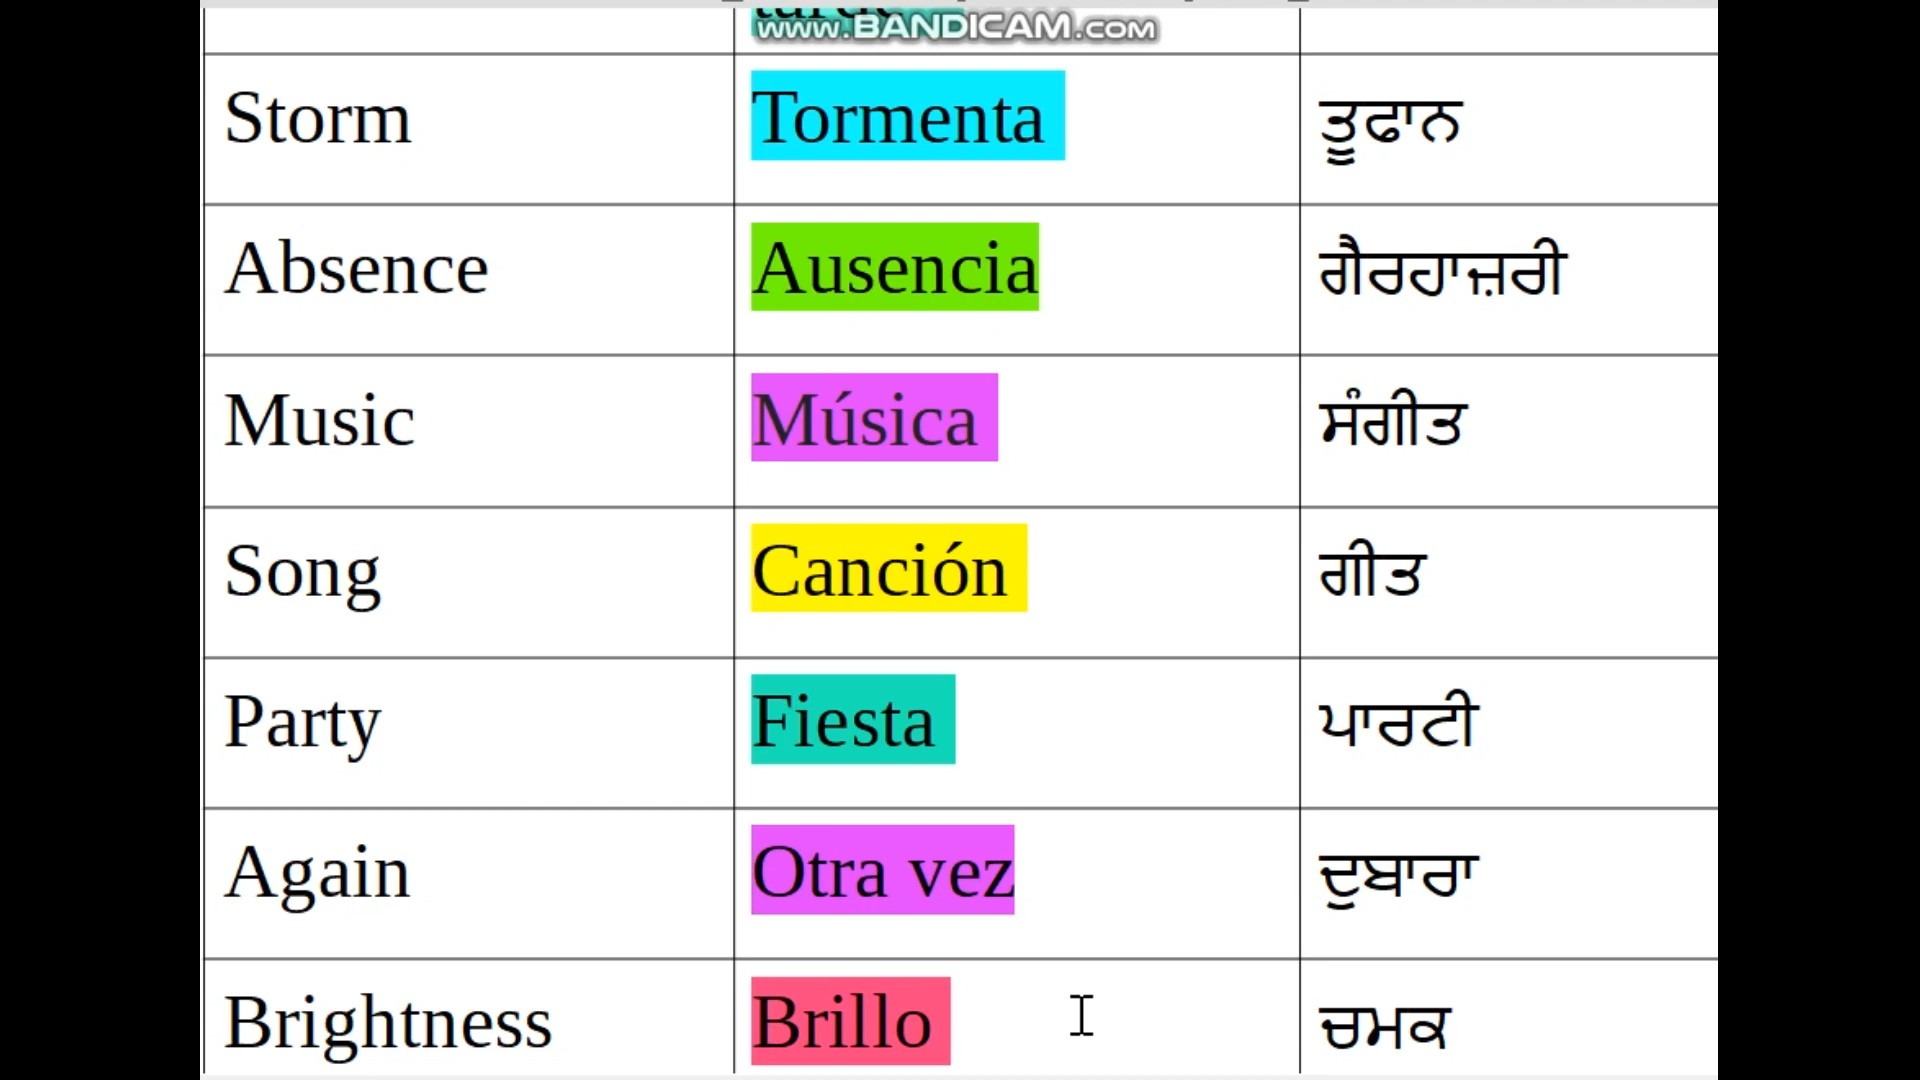 www.BANDICAM.com
Storm Tormenta ਤੂਫਾਨ
Absence Ausencia ਗੈਰਹਾਜ਼ਰੀ
Music Música ਸੰਗੀਤ
Song Canción ਗੀਤ
Party Fiesta ਪਾਰਟੀ
Again Otra vez ਦੁਬਾਰਾ
Brightness Brillo ਚਮਕ